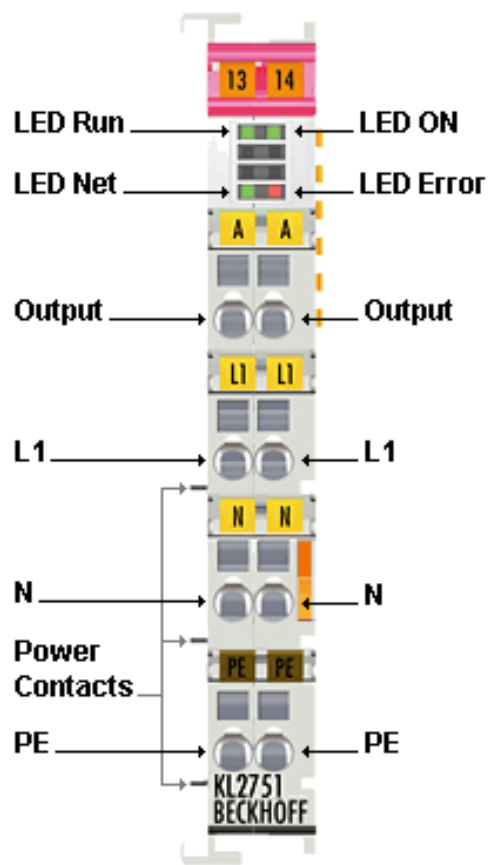 13 14
LED Run LED ON
LED Net LED Error
A A
Output Output
L1 L1
L1 L1
N N
N N
Power
Contacts
PE PE
PE PE
KL2751
BECKHOFF